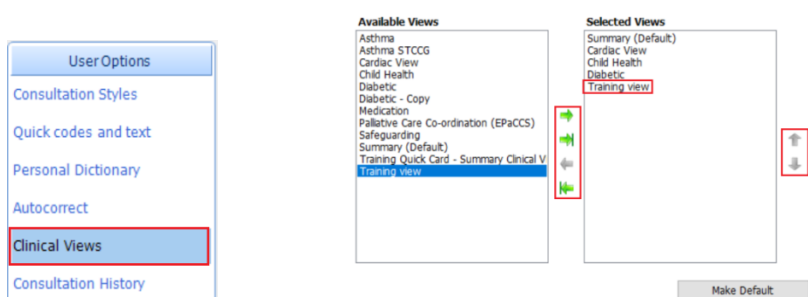 User Options
Consultation Styles
Quick codes and text
Personal Dictionary
Autocorrect
Clinical Views
Consultation History
Available Views
Asthma
Asthma STCCG
Cardiac View
Child Health
Diabetic
Diabetic - Copy
Medication
Palliative Care Co-ordination (EPaCCS)
Safeguarding
Summary (Default)
Training Quick Card - Summary Clinical V
Training view
Selected Views
Summary (Default)
Cardiac View
Child Health
Diabetic
Training view
Make Default